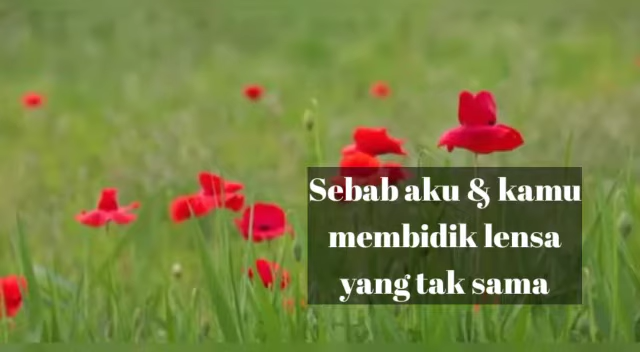 Sebab aku & kamu
membidik lensa
yang tak sama